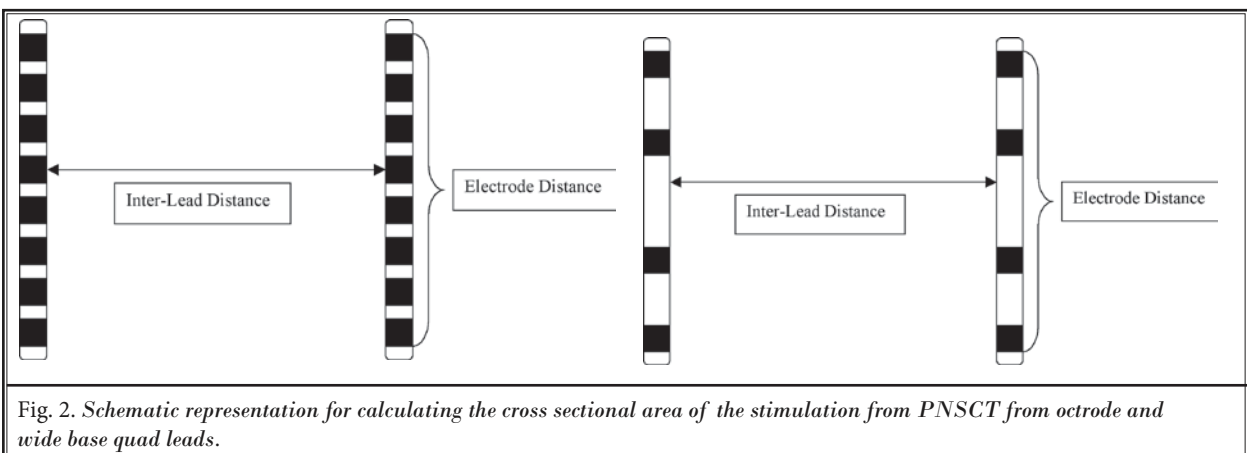 Inter-Lead Distance
Electrode Distance
Inter-Lead Distance
Electrode Distance
Fig. 2. Schematic representation for calculating the cross sectional area of the stimulation from PNSCT from octrode and
wide base quad leads.